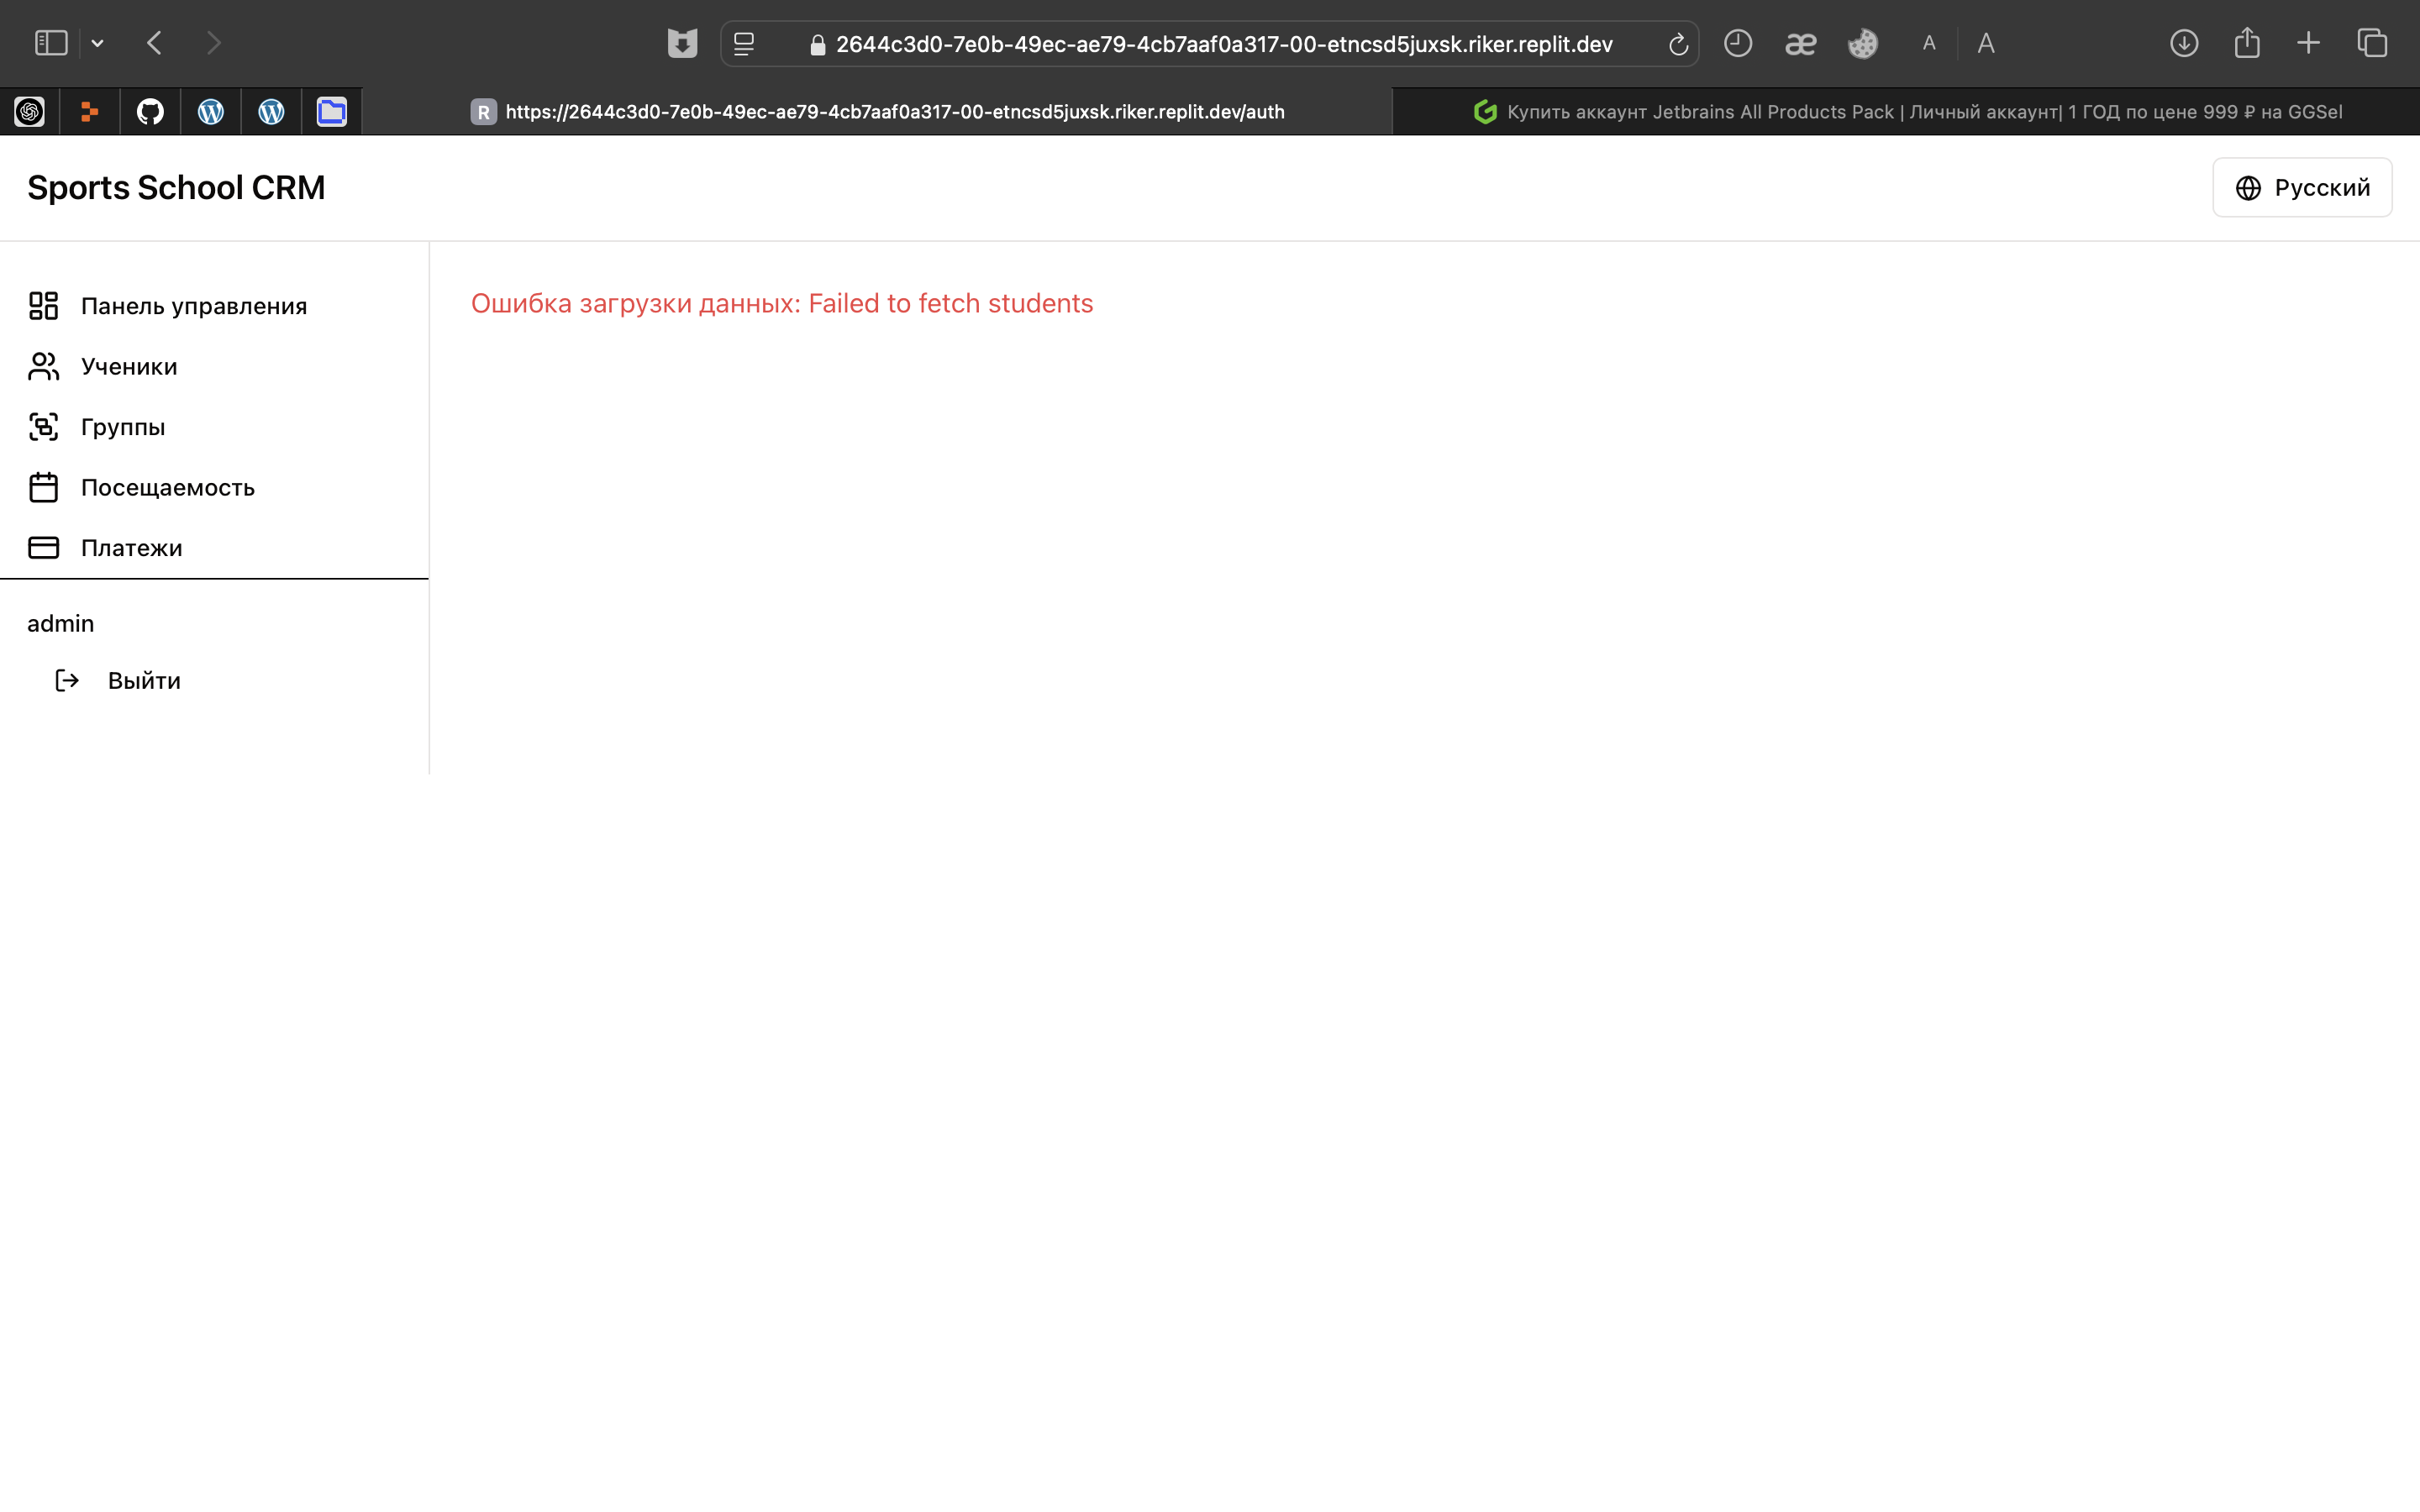 2644c3d0-7e0b-49ec-ae79-4cb7aaf0a317-00-etncsd5juxsk.riker.replit.dev
æ
A
A
R https://2644c3d0-7e0b-49ec-ae79-4cb7aaf0a317-00-etncsd5juxsk.riker.replit.dev/auth
Купить аккаунт Jetbrains All Products Pack | Личный аккаунт| 1 ГОД по цене 999 ₽ на GGSel
Sports School CRM
Русский
Панель управления
Ученики
Группы
Посещаемость
Платежи
admin
Выйти
Ошибка загрузки данных: Failed to fetch students